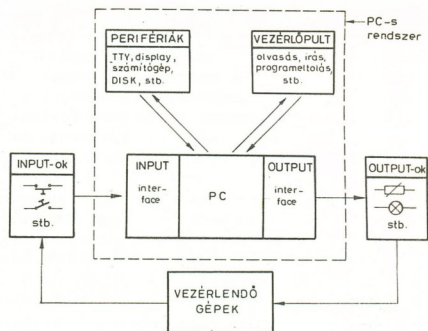 PC-s
rendszer
PERIFÉRIÁK
TTY, display,
számítógép,
DISK, stb.
VEZÉRLŐPULT
olvasás, írás,
programeltolás,
stb.
INPUT-ok
stb.
INPUT
inter-
face
PC
OUTPUT
inter-
face
OUTPUT-ok
stb.
VEZÉRLENDŐ
GÉPEK